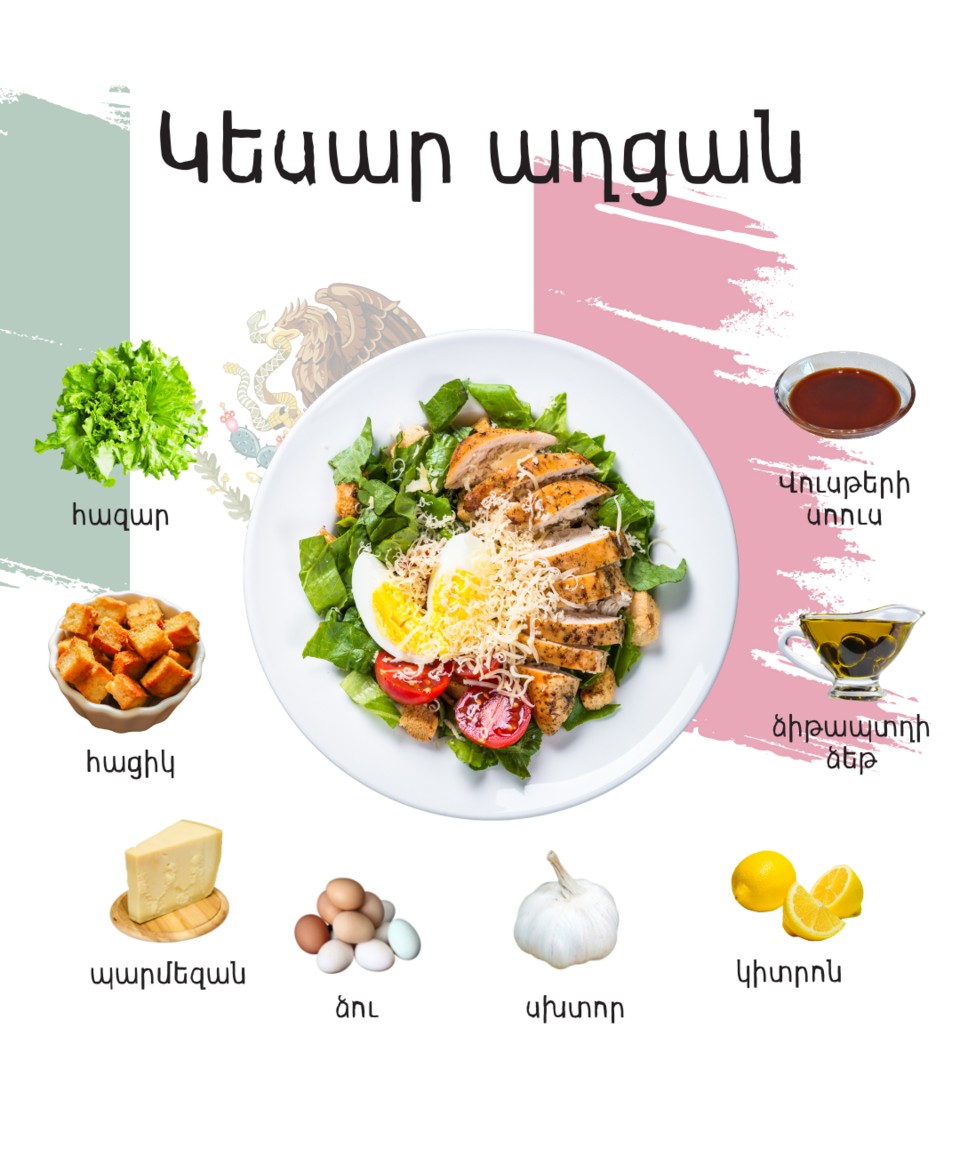 Կեսար աղցան
հազար
Վուսթերի
սոուս
հացիկ
ձիթապտղի
ձեթ
պարմեզան
ձու
սխտոր
կիտրոն